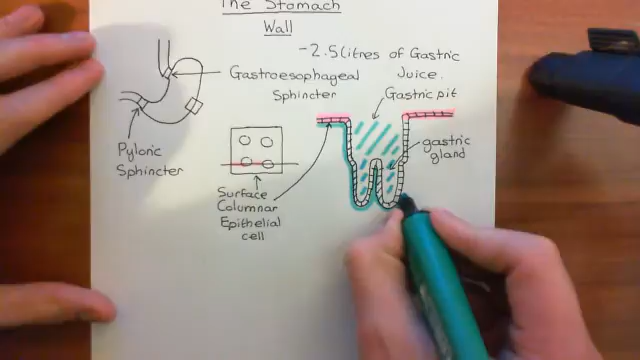 The Stomach
Wall
-2.5 Litres of Gastric
Juice.
Gastroesophageal
Sphincter
Gastric pit
gastric
gland
Pyloric
Sphincter
Surface
Columnar
Epithelial
cell